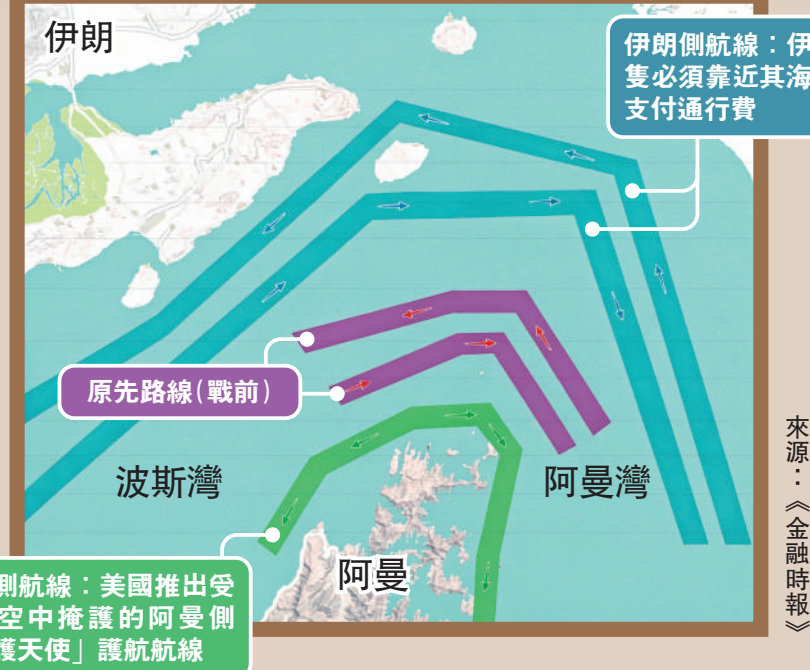 伊朗
伊朗側航線：伊
隻必須靠近其海
支付通行費
原先路線(戰前)
波斯灣
阿曼灣
阿曼
側航線：美國推出受
空中掩護的阿曼側
護天使」護航航線
來源：《金融時報》